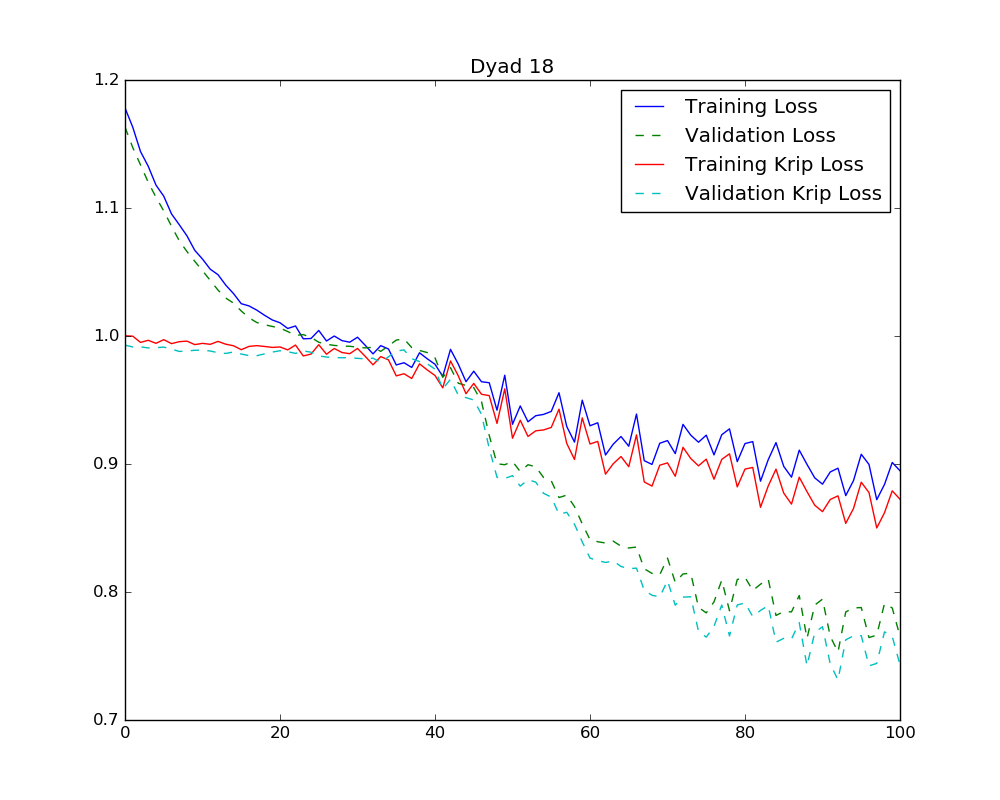 Dyad 18
1.2
1.1
1.0
0.9
0.8
0.7
0 20 40 60 80 100
Training Loss
Validation Loss
Training Krip Loss
Validation Krip Loss